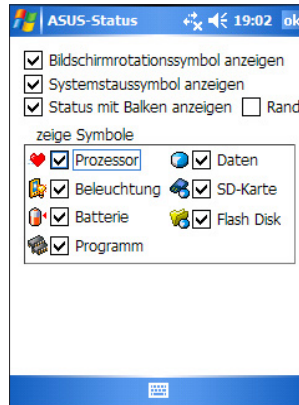 ASUS-Status 19:02 ok
Bildschirmrotationssymbol anzeigen
Systemstaussymbol anzeigen
Status mit Balken anzeigen Rand
zeige Symbole
Prozessor Daten
Beleuchtung SD-Karte
Batterie Flash Disk
Programm